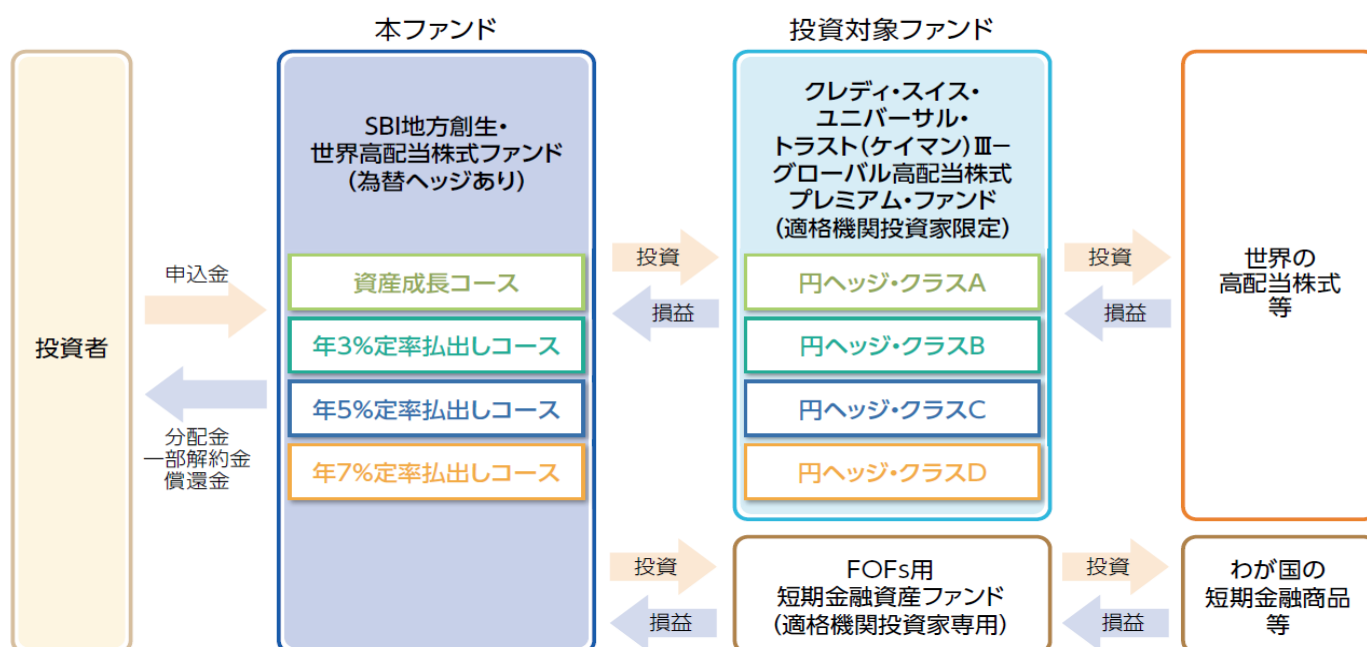 本ファンド
投資対象ファンド
投資者
申込金
分配金
一部解約金
償還金
SBI地方創生・
世界高配当株式ファンド
(為替ヘッジあり)
資産成長コース
年3%定率払出しコース
年5%定率払出しコース
年7%定率払出しコース
投資
損益
クレディ・スイス・
ユニバーサル・
トラスト(ケイマン)Ⅲー
グローバル高配当株式
プレミアム・ファンド
(適格機関投資家限定)
円ヘッジ・クラスA
円ヘッジ・クラスB
円ヘッジ・クラスC
円ヘッジ・クラスD
投資
損益
世界の
高配当株式
等
投資
損益
FOFs用
短期金融資産ファンド
(適格機関投資家専用)
投資
損益
わが国の
短期金融商品
等